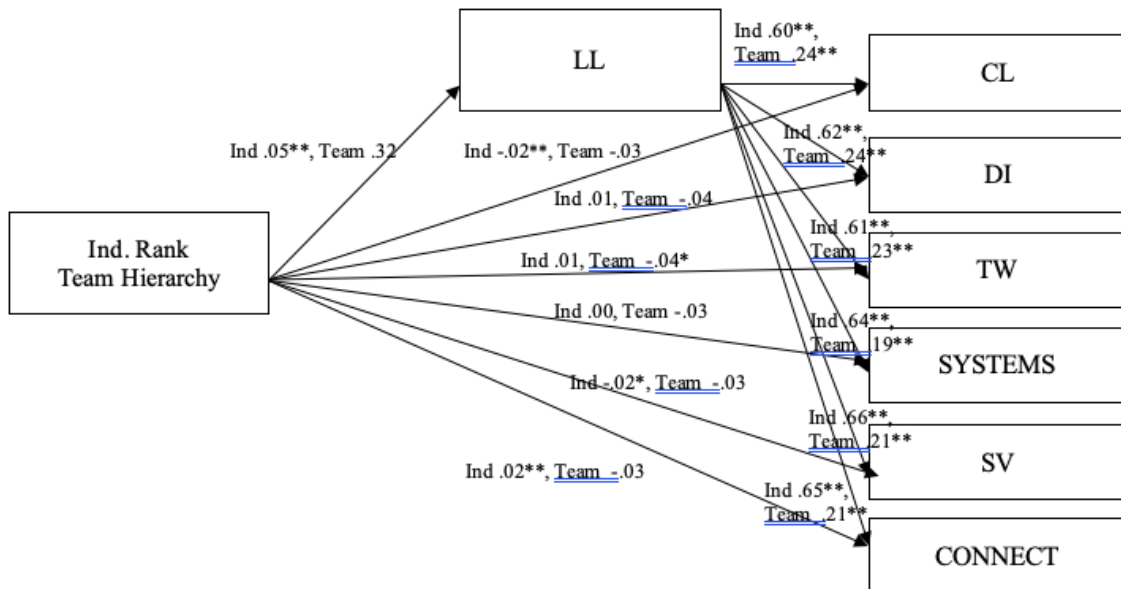 LL
Ind .60**,
Team .24**
CL
Ind .05**, Team .32
Ind -.02**, Team -.03
Ind .62**,
Team .24**
DI
Ind .01, Team -.04
Ind. Rank
Team Hierarchy
Ind .61**,
Team .23**
TW
Ind .01, Team -.04*
Ind .00, Team -.03
Ind .64**,
Team .19**
SYSTEMS
Ind -.02*, Team -.03
Ind .66**,
Team .21**
SV
Ind .02**, Team -.03
Ind .65**,
Team .21**
CONNECT